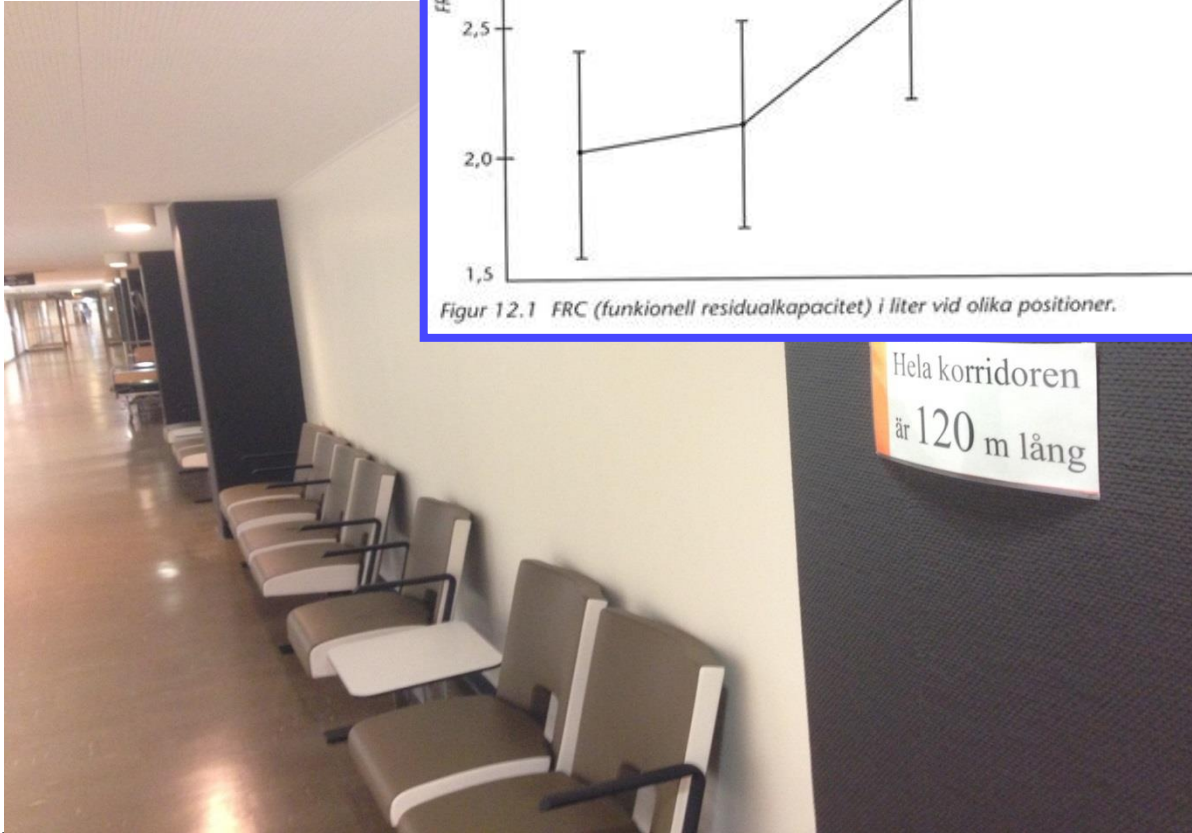 2,5
2,0
1,5
Figur 12.1 FRC (funkionell residualkapacitet) i liter vid olika positioner.
Hela korridoren
är 120 m lång